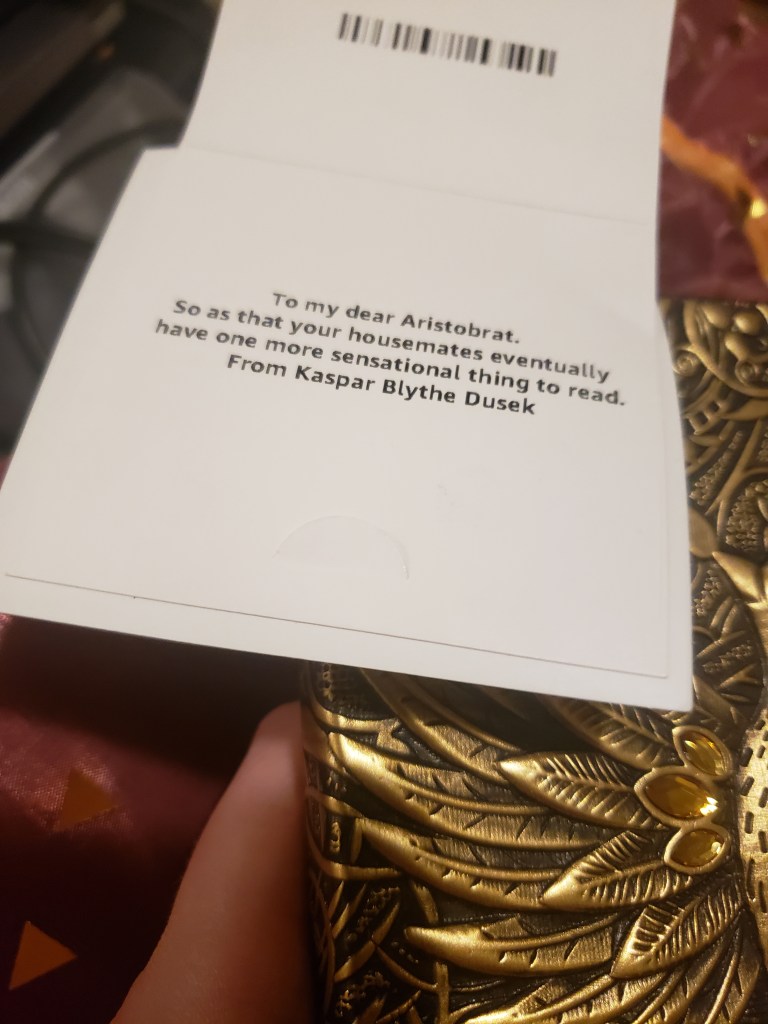 To my dear Aristobrat.
So as that your housemates eventually
have one more sensational thing to read.
From Kaspar Blythe Dusek